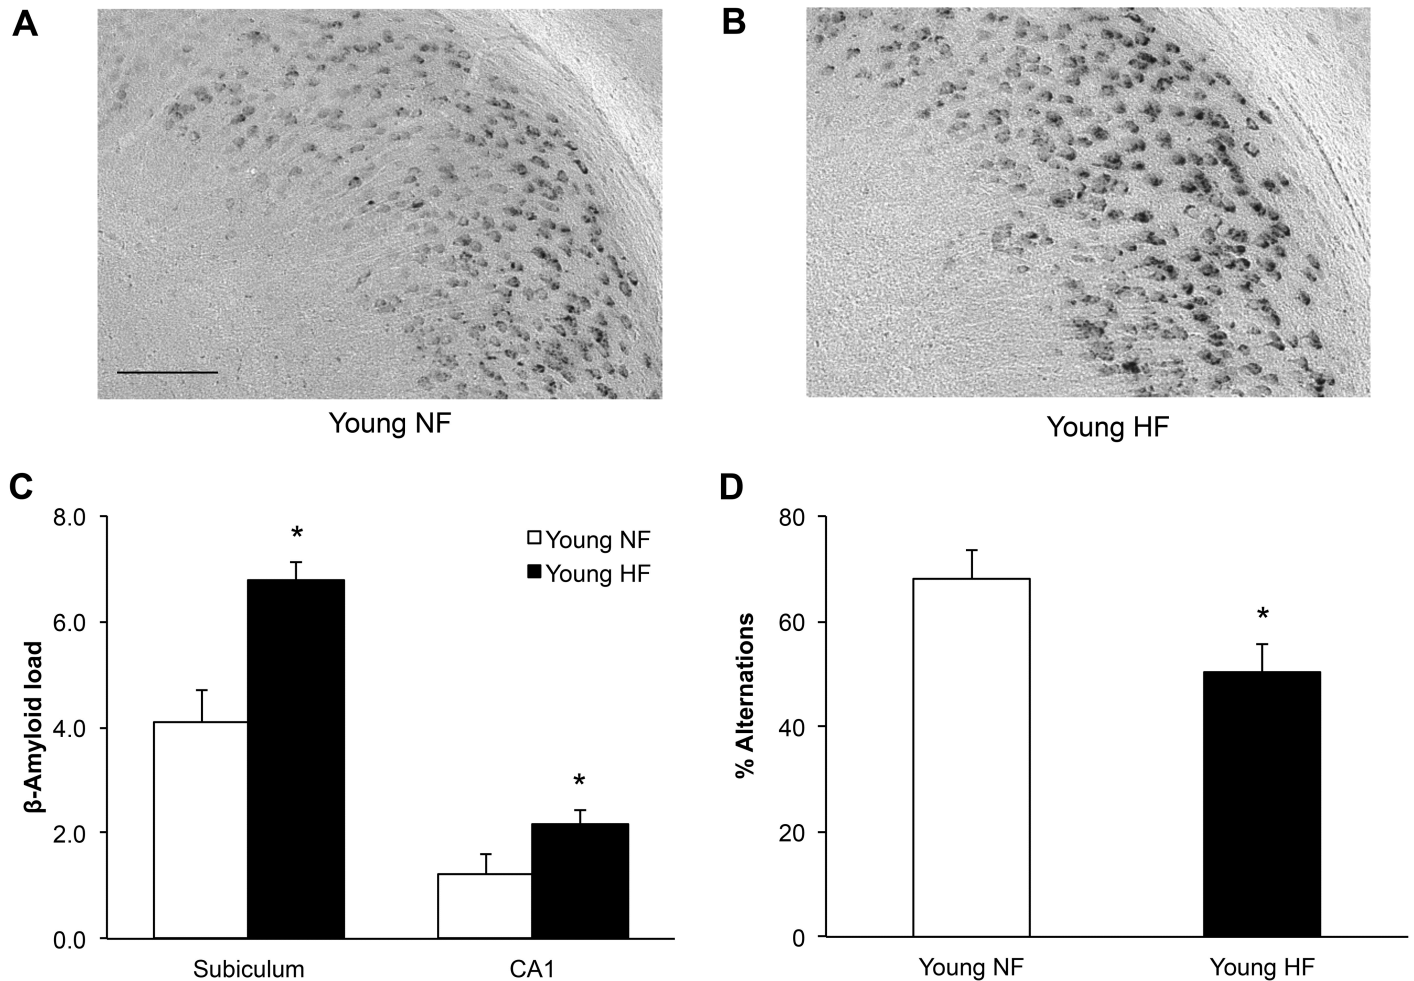 A
B
Young NF
Young HF
C
8.0
6.0
4.0
2.0
0.0
β-Amyloid load
*
*
Young NF
Young HF
Subiculum
CA1
D
80
60
40
20
0
% Alternations
*
Young NF
Young HF